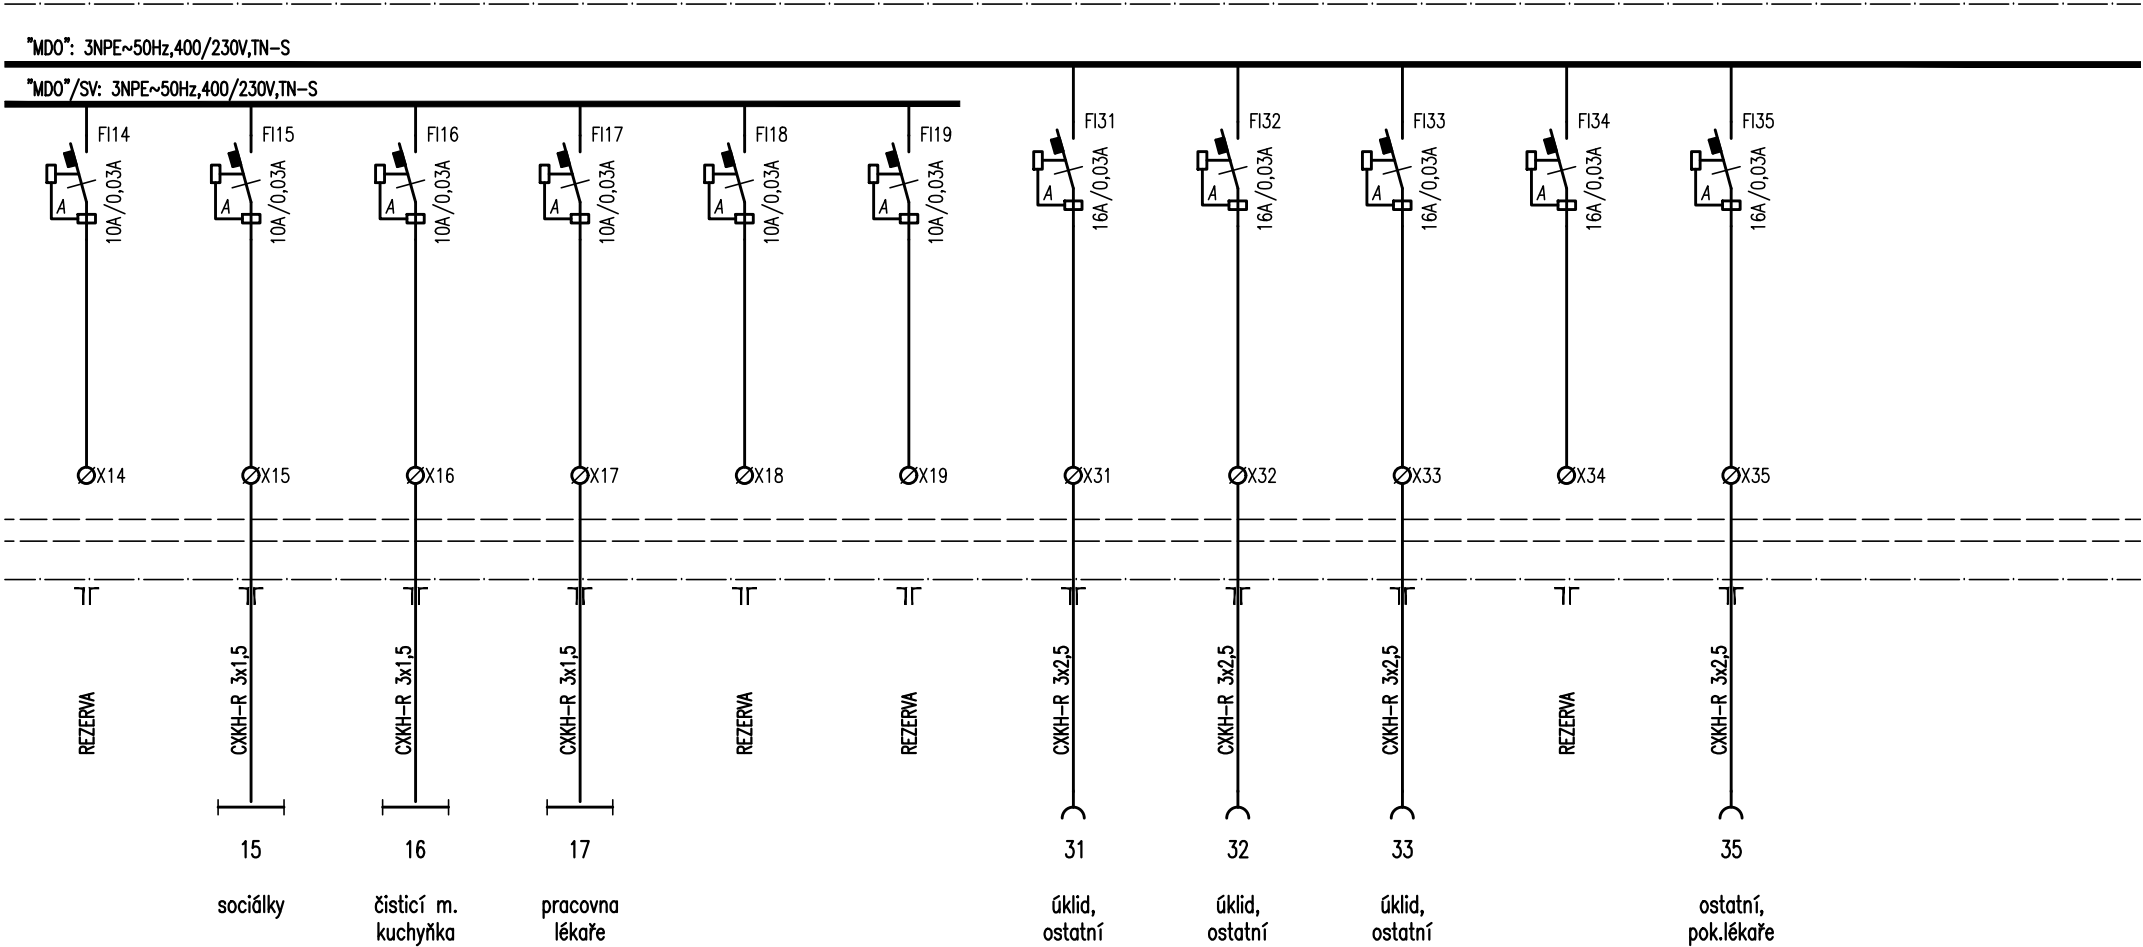 "MDO": 3NPE~50Hz,400/230V,TN-S
"MDO"/SV: 3NPE~50Hz,400/230V,TN-S
FI14
FI15
FI16
FI17
FI18
FI19
FI31
FI32
FI33
FI34
FI35
10A/0,03A
10A/0,03A
10A/0,03A
10A/0,03A
10A/0,03A
10A/0,03A
16A/0,03A
16A/0,03A
16A/0,03A
16A/0,03A
16A/0,03A
A
A
A
A
A
A
A
A
A
A
A
X14
X15
X16
X17
X18
X19
X31
X32
X33
X34
X35
REZERVA
CXKH-R 3x1,5
CXKH-R 3x1,5
CXKH-R 3x1,5
REZERVA
REZERVA
CXKH-R 3x2,5
CXKH-R 3x2,5
CXKH-R 3x2,5
REZERVA
CXKH-R 3x2,5
15
16
17
31
32
33
35
sociálky
čisticí m.
kuchyňka
pracovna
lékaře
úklid,
ostatní
úklid,
ostatní
úklid,
ostatní
ostatní,
pok.lékaře